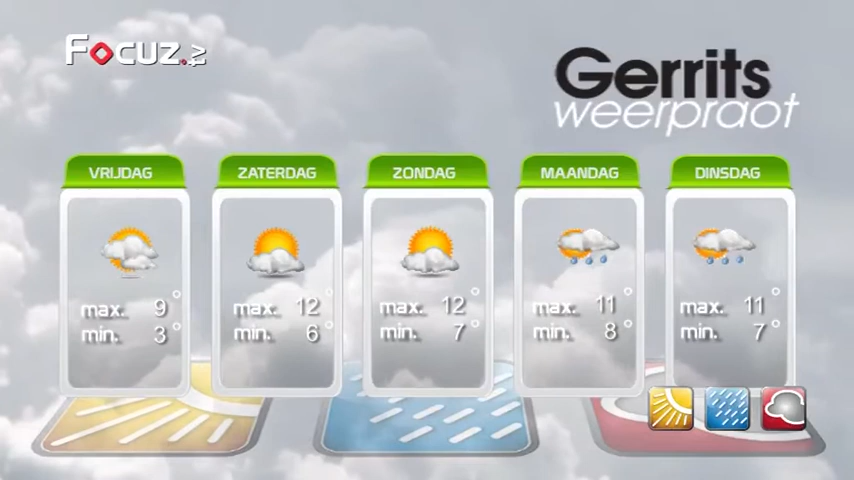 Focuz.tv
Gerrits
weerpraot
VRIJDAG
max. 9°
min. 3°
ZATERDAG
max. 12°
min. 6°
ZONDAG
max. 12°
min. 7°
MAANDAG
max. 11°
min. 8°
DINSDAG
max. 11°
min. 7°